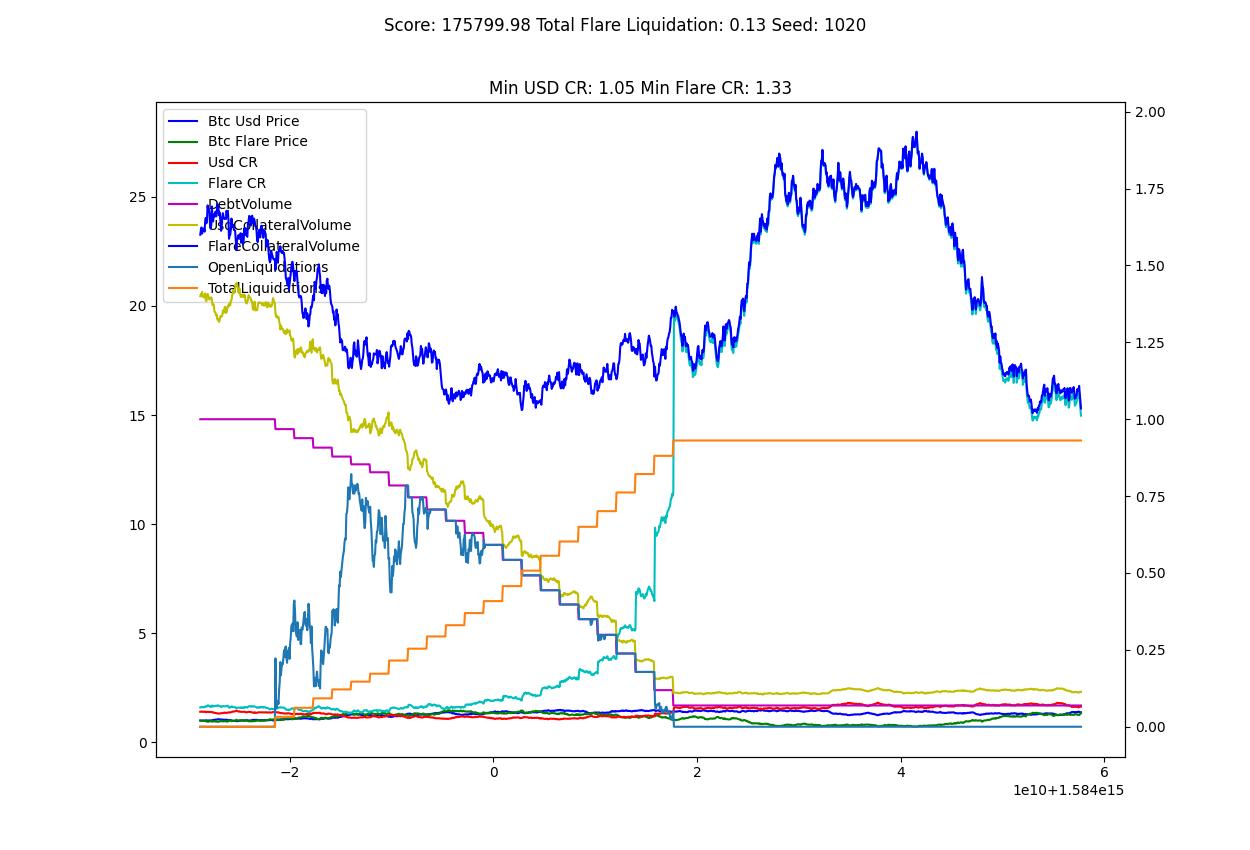 Score: 175799.98 Total Flare Liquidation: 0.13 Seed: 1020
Min USD CR: 1.05 Min Flare CR: 1.33
Btc Usd Price
Btc Flare Price
Usd CR
Flare CR
DebtVolume
UsdCollateralVolume
FlareCollateralVolume
OpenLiquidations
TotalLiquidations
25
20
15
10
5
0
2.00
1.75
1.50
1.25
1.00
0.75
0.50
0.25
0.00
−2
0
2
4
6
1e10+1.584e15